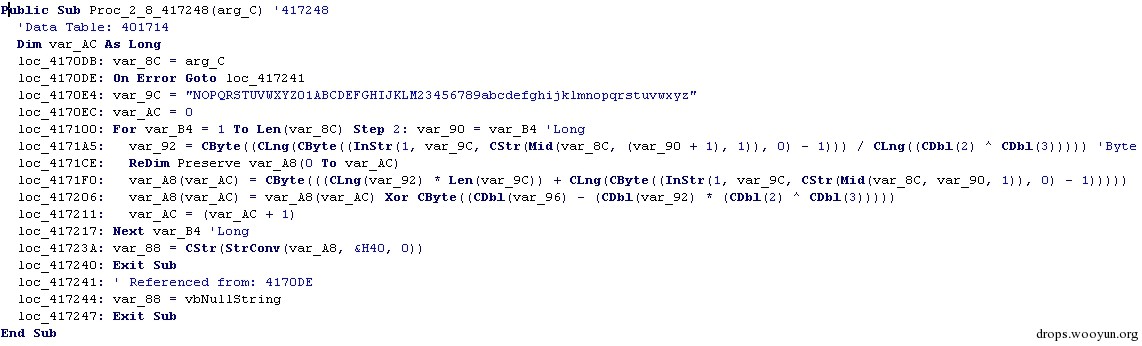 Public Sub Proc_2_8_417248(arg_C) '417248
'Data Table: 401714
Dim var_AC As Long
loc_4170DB: var_8C = arg_C
loc_4170DE: On Error Goto loc_417241
loc_4170E4: var_9C = "NOPQRSTUVWXYZ01ABCDEFGHIJKLM23456789abcdefghijklmnopqrstuvwxyz"
loc_4170EC: var_AC = 0
loc_417100: For var_B4 = 1 To Len(var_8C) Step 2: var_90 = var_B4 'Long
loc_4171A5: var_92 = CByte((CLng(CByte((InStr(1, var_9C, CStr(Mid(var_8C, (var_90 + 1), 1)), 0) - 1))) / CLng((CDbl(2) ^ CDbl(3))))) 'Byte
loc_4171CE: ReDim Preserve var_A8(0 To var_AC)
loc_4171F0: var_A8(var_AC) = CByte(((CLng(var_92) * Len(var_9C)) + CLng(CByte((InStr(1, var_9C, CStr(Mid(var_8C, var_90, 1)), 0) - 1)))))
loc_417206: var_A8(var_AC) = var_A8(var_AC) Xor CByte((CDbl(var_96) - (CDbl(var_92) * (CDbl(2) ^ CDbl(3)))))
loc_417211: var_AC = (var_AC + 1)
loc_417217: Next var_B4 'Long
loc_41723A: var_88 = CStr(StrConv(var_A8, &H40, 0))
loc_417240: Exit Sub
loc_417241: ' Referenced from: 4170DE
loc_417244: var_88 = vbNullString
loc_417247: Exit Sub
End Sub
drops.wooyun.org